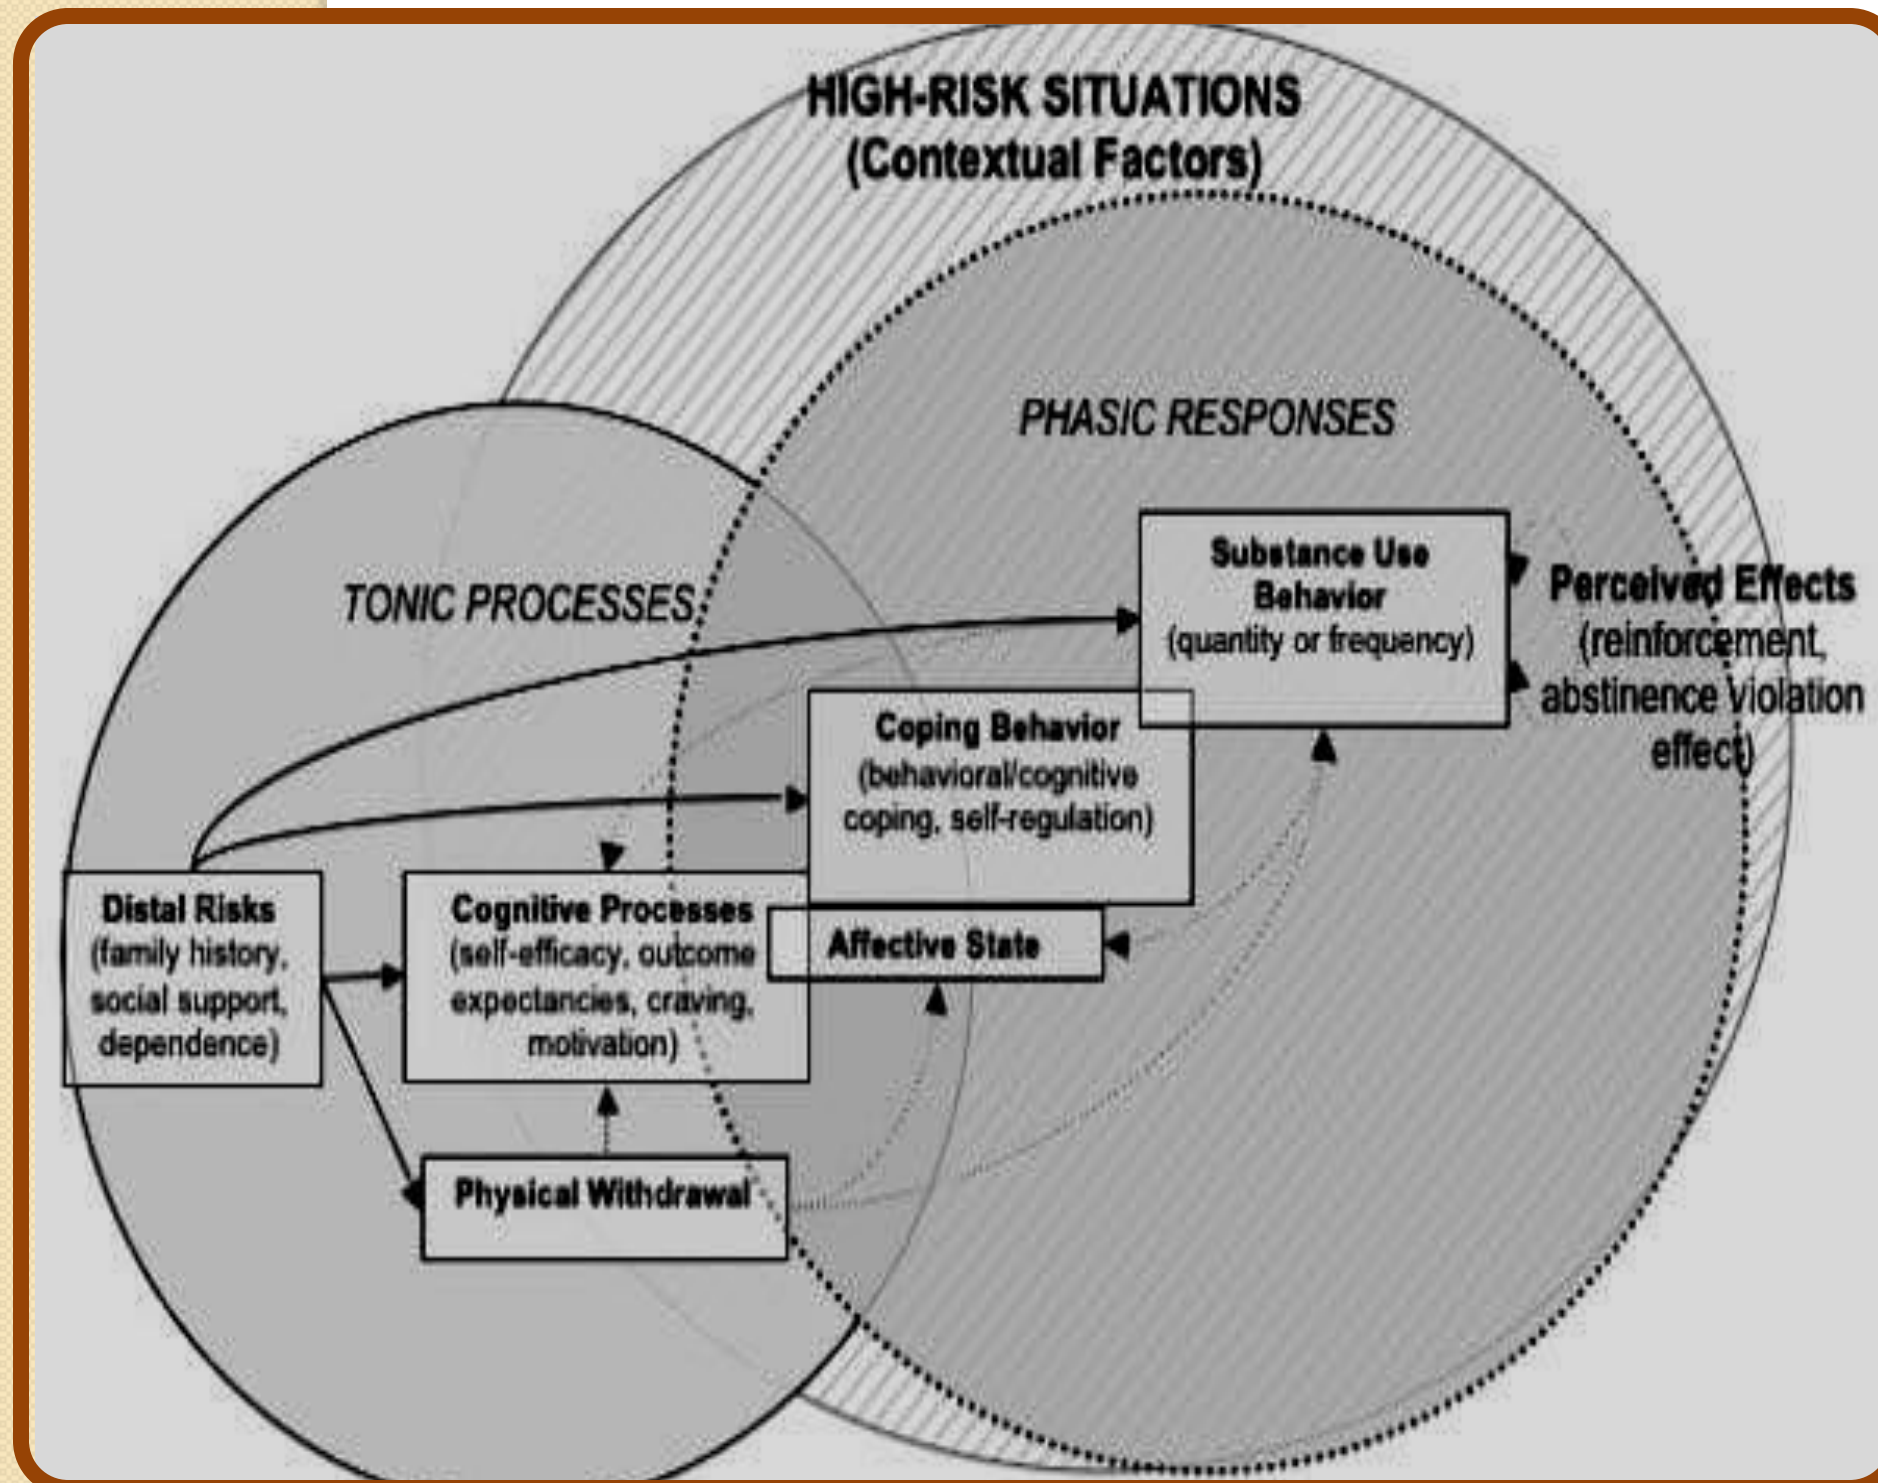 HIGH-RISK SITUATIONS
(Contextual Factors)
PHASIC RESPONSES
TONIC PROCESSES
Substance Use
Behavior
(quantity or frequency)
Perceived Effects
(reinforcement,
abstinence violation
effect)
Coping Behavior
(behavioral/cognitive
coping, self-regulation)
Distal Risks
(family history,
social support,
dependence)
Cognitive Processes
(self-efficacy, outcome
expectancies, craving,
motivation)
Affective State
Physical Withdrawal